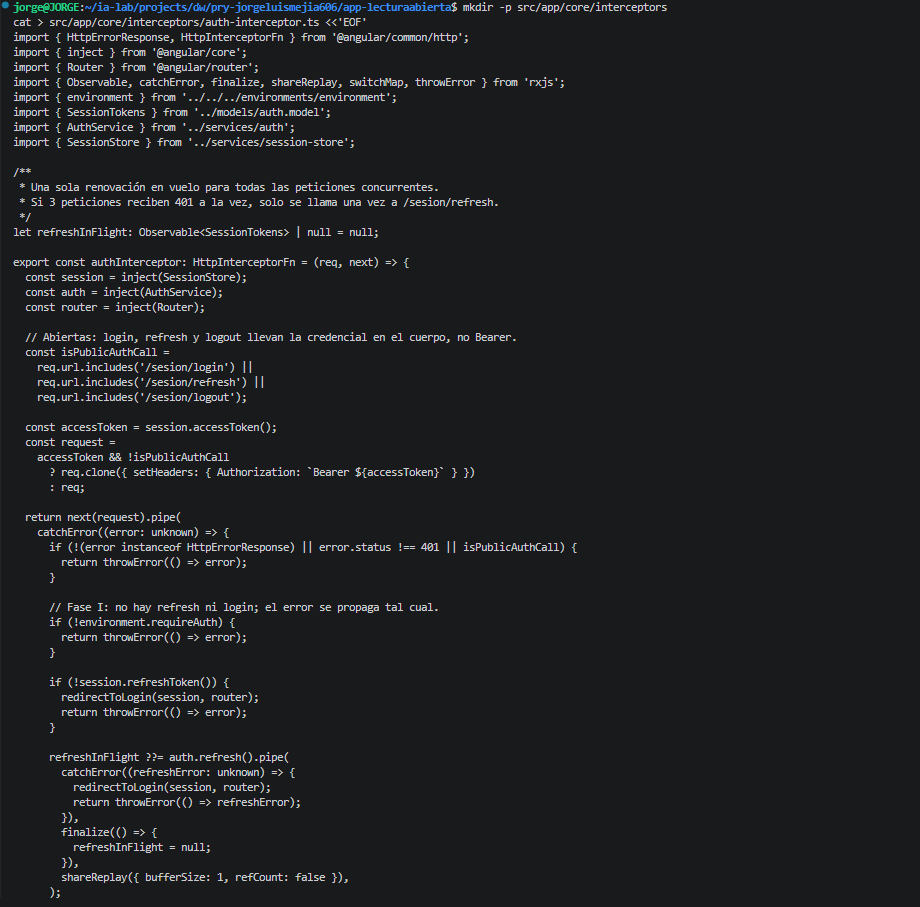 jorge@JORGE:~/ia-lab/projects/dw/pry-jorgeluismejia606/app-lecturaabierta$ mkdir -p src/app/core/interceptors
cat > src/app/core/interceptors/auth-interceptor.ts <<'EOF'
import { HttpErrorResponse, HttpInterceptorFn } from '@angular/common/http';
import { inject } from '@angular/core';
import { Router } from '@angular/router';
import { Observable, catchError, finalize, shareReplay, switchMap, throwError } from 'rxjs';
import { environment } from '../../../environments/environment';
import { SessionTokens } from '../models/auth.model';
import { AuthService } from '../services/auth';
import { SessionStore } from '../services/session-store';

/**
 * Una sola renovación en vuelo para todas las peticiones concurrentes.
 * Si 3 peticiones reciben 401 a la vez, solo se llama una vez a /sesion/refresh.
 */
let refreshInFlight: Observable<SessionTokens> | null = null;

export const authInterceptor: HttpInterceptorFn = (req, next) => {
  const session = inject(SessionStore);
  const auth = inject(AuthService);
  const router = inject(Router);

  // Abiertas: login, refresh y logout llevan la credencial en el cuerpo, no Bearer.
  const isPublicAuthCall =
    req.url.includes('/sesion/login') ||
    req.url.includes('/sesion/refresh') ||
    req.url.includes('/sesion/logout');

  const accessToken = session.accessToken();
  const request =
    accessToken && !isPublicAuthCall
      ? req.clone({ setHeaders: { Authorization: `Bearer ${accessToken}` } })
      : req;

  return next(request).pipe(
    catchError((error: unknown) => {
      if (!(error instanceof HttpErrorResponse) || error.status !== 401 || isPublicAuthCall) {
        return throwError(() => error);
      }

      // Fase I: no hay refresh ni login; el error se propaga tal cual.
      if (!environment.requireAuth) {
        return throwError(() => error);
      }

      if (!session.refreshToken()) {
        redirectToLogin(session, router);
        return throwError(() => error);
      }

      refreshInFlight ??= auth.refresh().pipe(
        catchError((refreshError: unknown) => {
          redirectToLogin(session, router);
          return throwError(() => refreshError);
        }),
        finalize(() => {
          refreshInFlight = null;
        }),
        shareReplay({ bufferSize: 1, refCount: false }),
      );